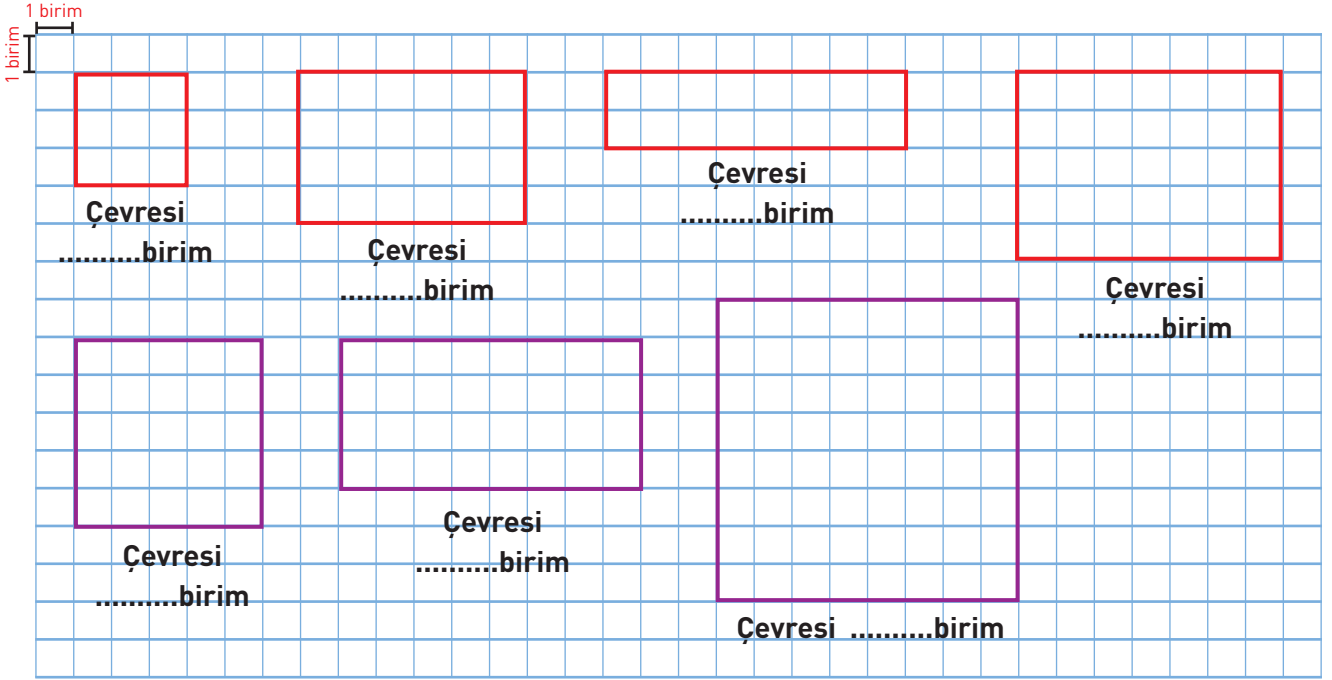 1 birim
1 birim
Çevresi
..........birim
Çevresi
..........birim
Çevresi
..........birim
Çevresi
..........birim
Çevresi
..........birim
Çevresi
..........birim
Çevresi ..........birim